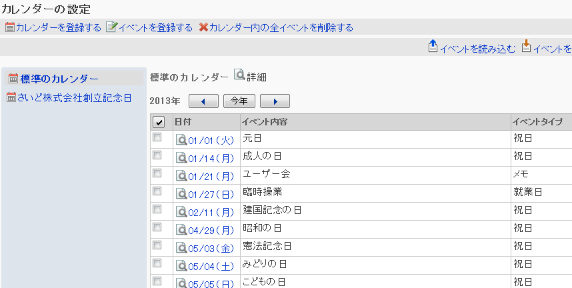 カレンダーの設定
カレンダーを登録する イベントを登録する カレンダー内の全イベントを削除する
イベントを読み込む イベントを
標準のカレンダー
さいど株式会社創立記念日
標準のカレンダー 詳細
2013年 今年
日付 イベント内容 イベントタイプ
01/01(火) 元日 祝日
01/14(月) 成人の日 祝日
01/21(月) ユーザー会 メモ
01/27(日) 臨時操業 就業日
02/11(月) 建国記念の日 祝日
04/29(月) 昭和の日 祝日
05/03(金) 憲法記念日 祝日
05/04(土) みどりの日 祝日
05/05(日) こどもの日 祝日